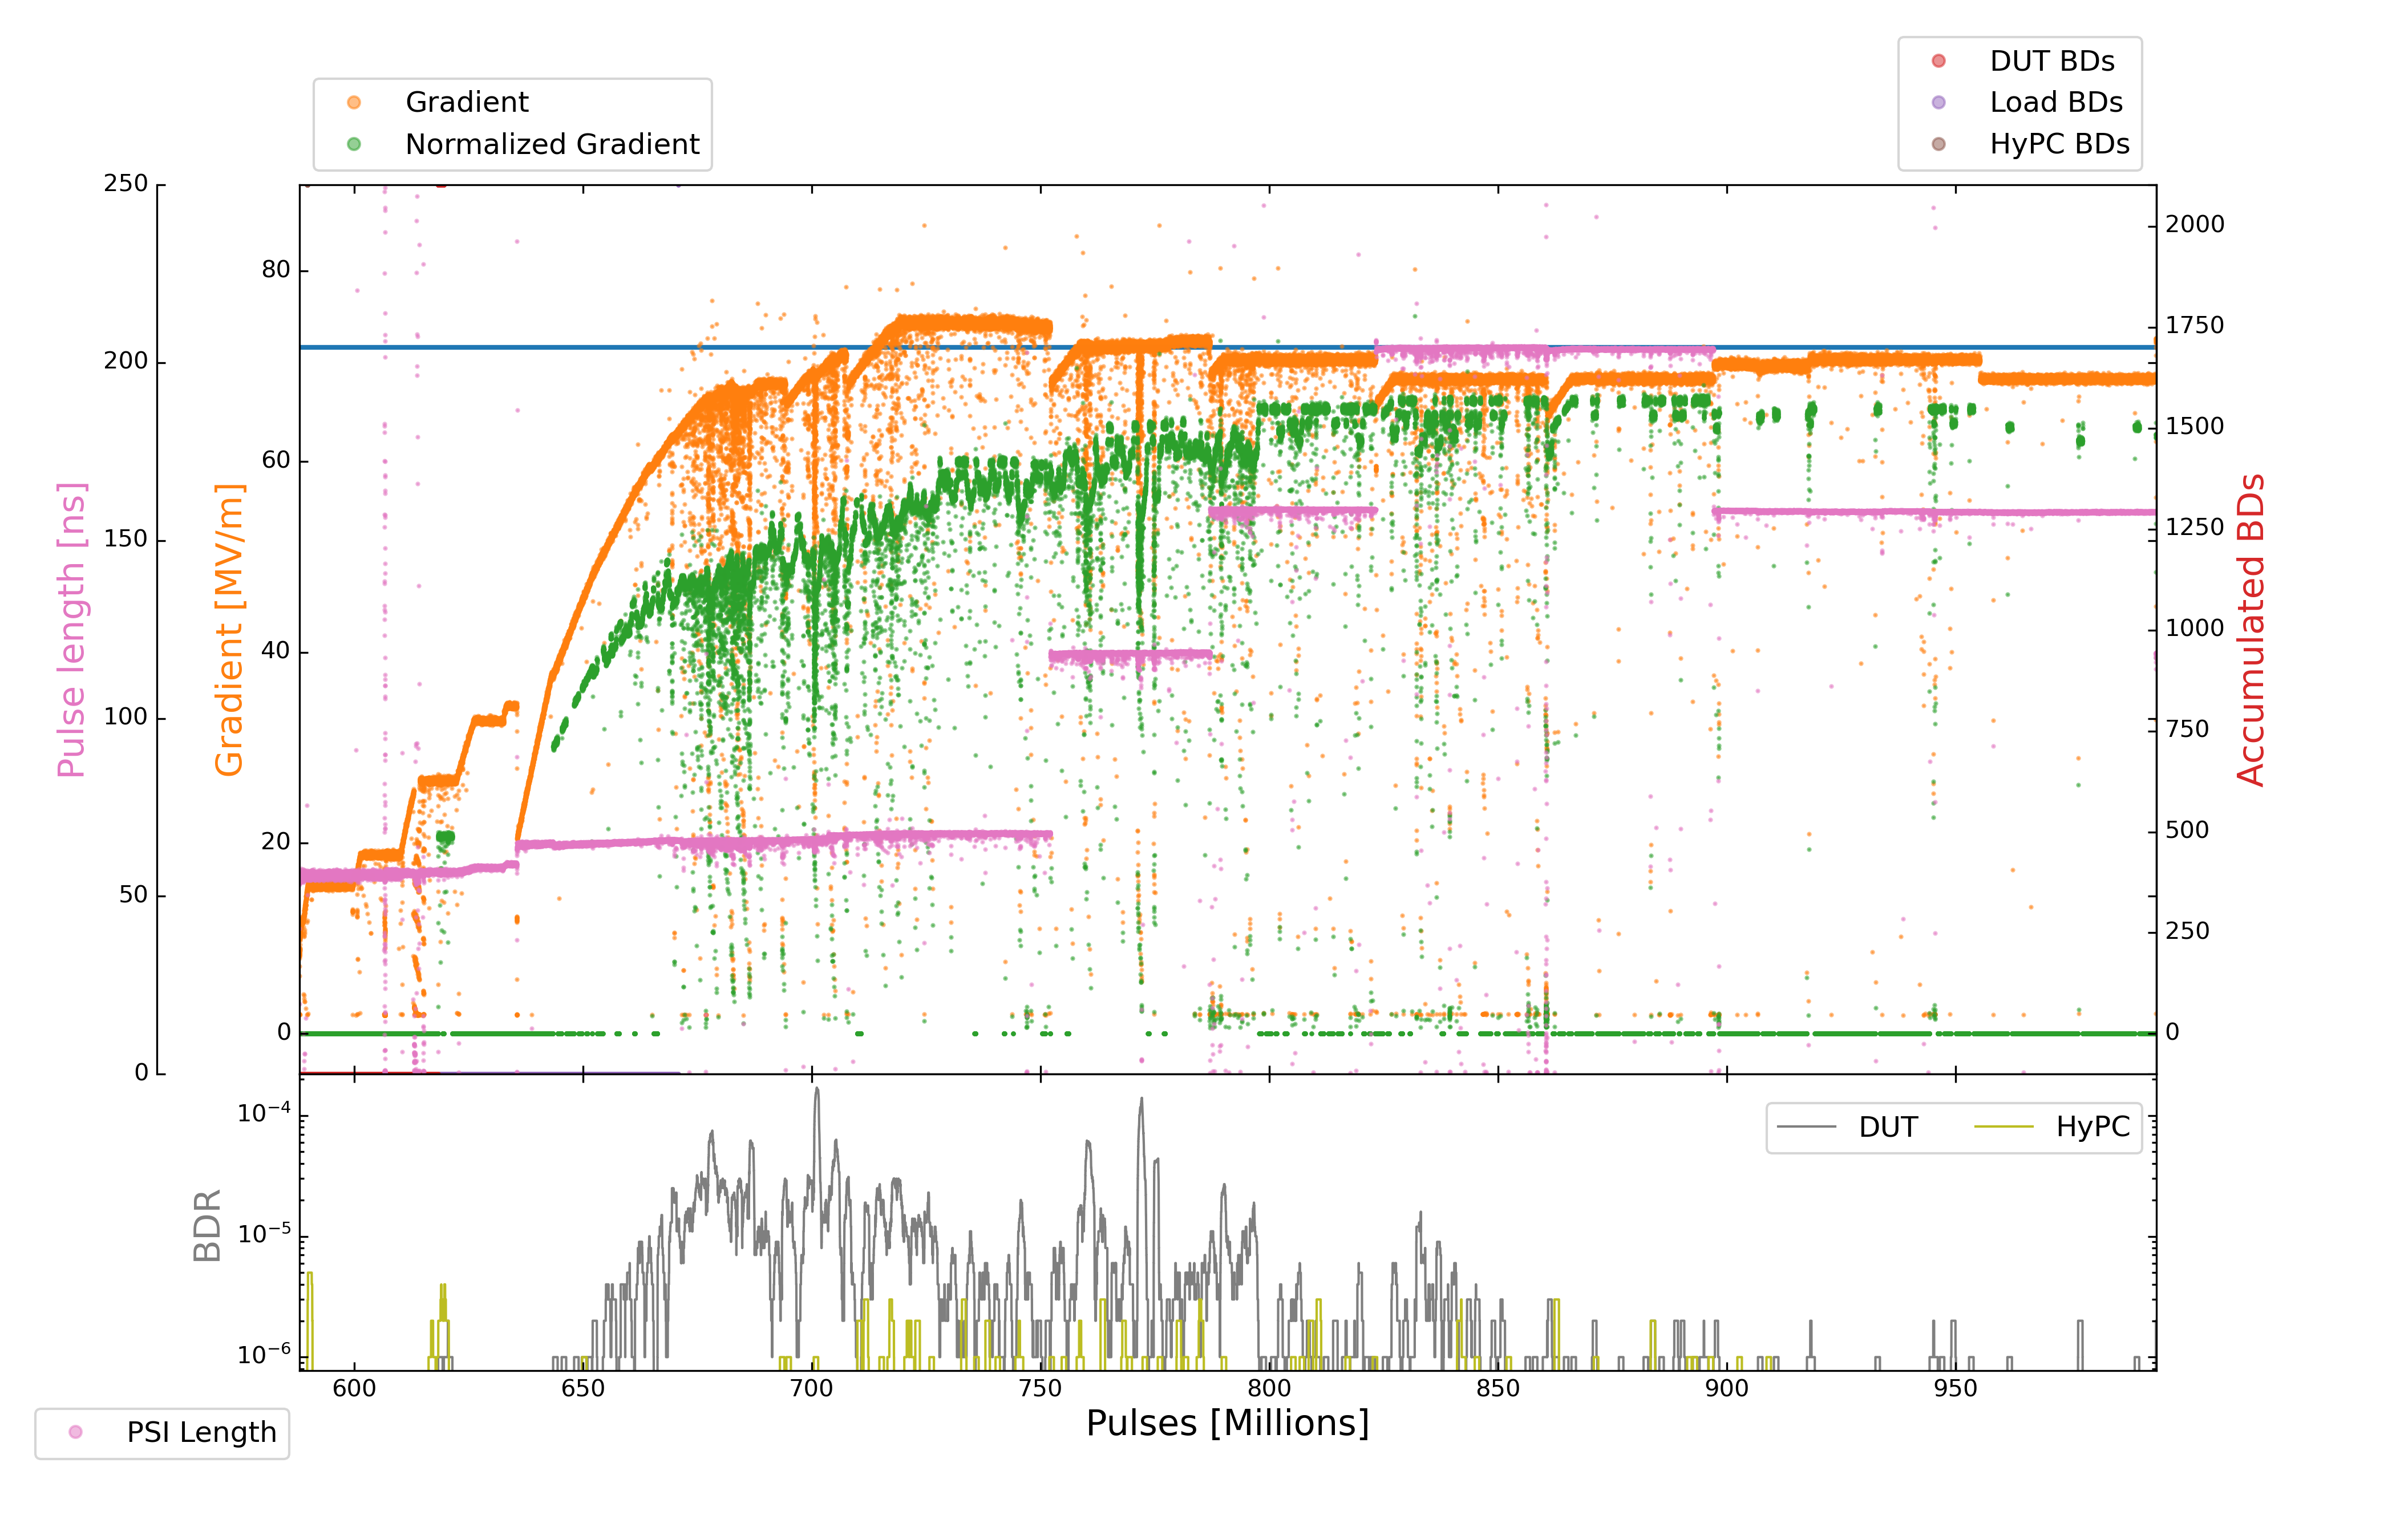 Gradient
Normalized Gradient
DUT BDs
Load BDs
HyPC BDs
250
200
150
100
50
0
Pulse length [ns]
80
60
40
20
0
Gradient [MV/m]
2000
1750
1500
1250
1000
750
500
250
0
Accumulated BDs
10⁻⁴
10⁻⁵
10⁻⁶
BDR
DUT
HyPC
600 650 700 750 800 850 900 950
Pulses [Millions]
PSI Length